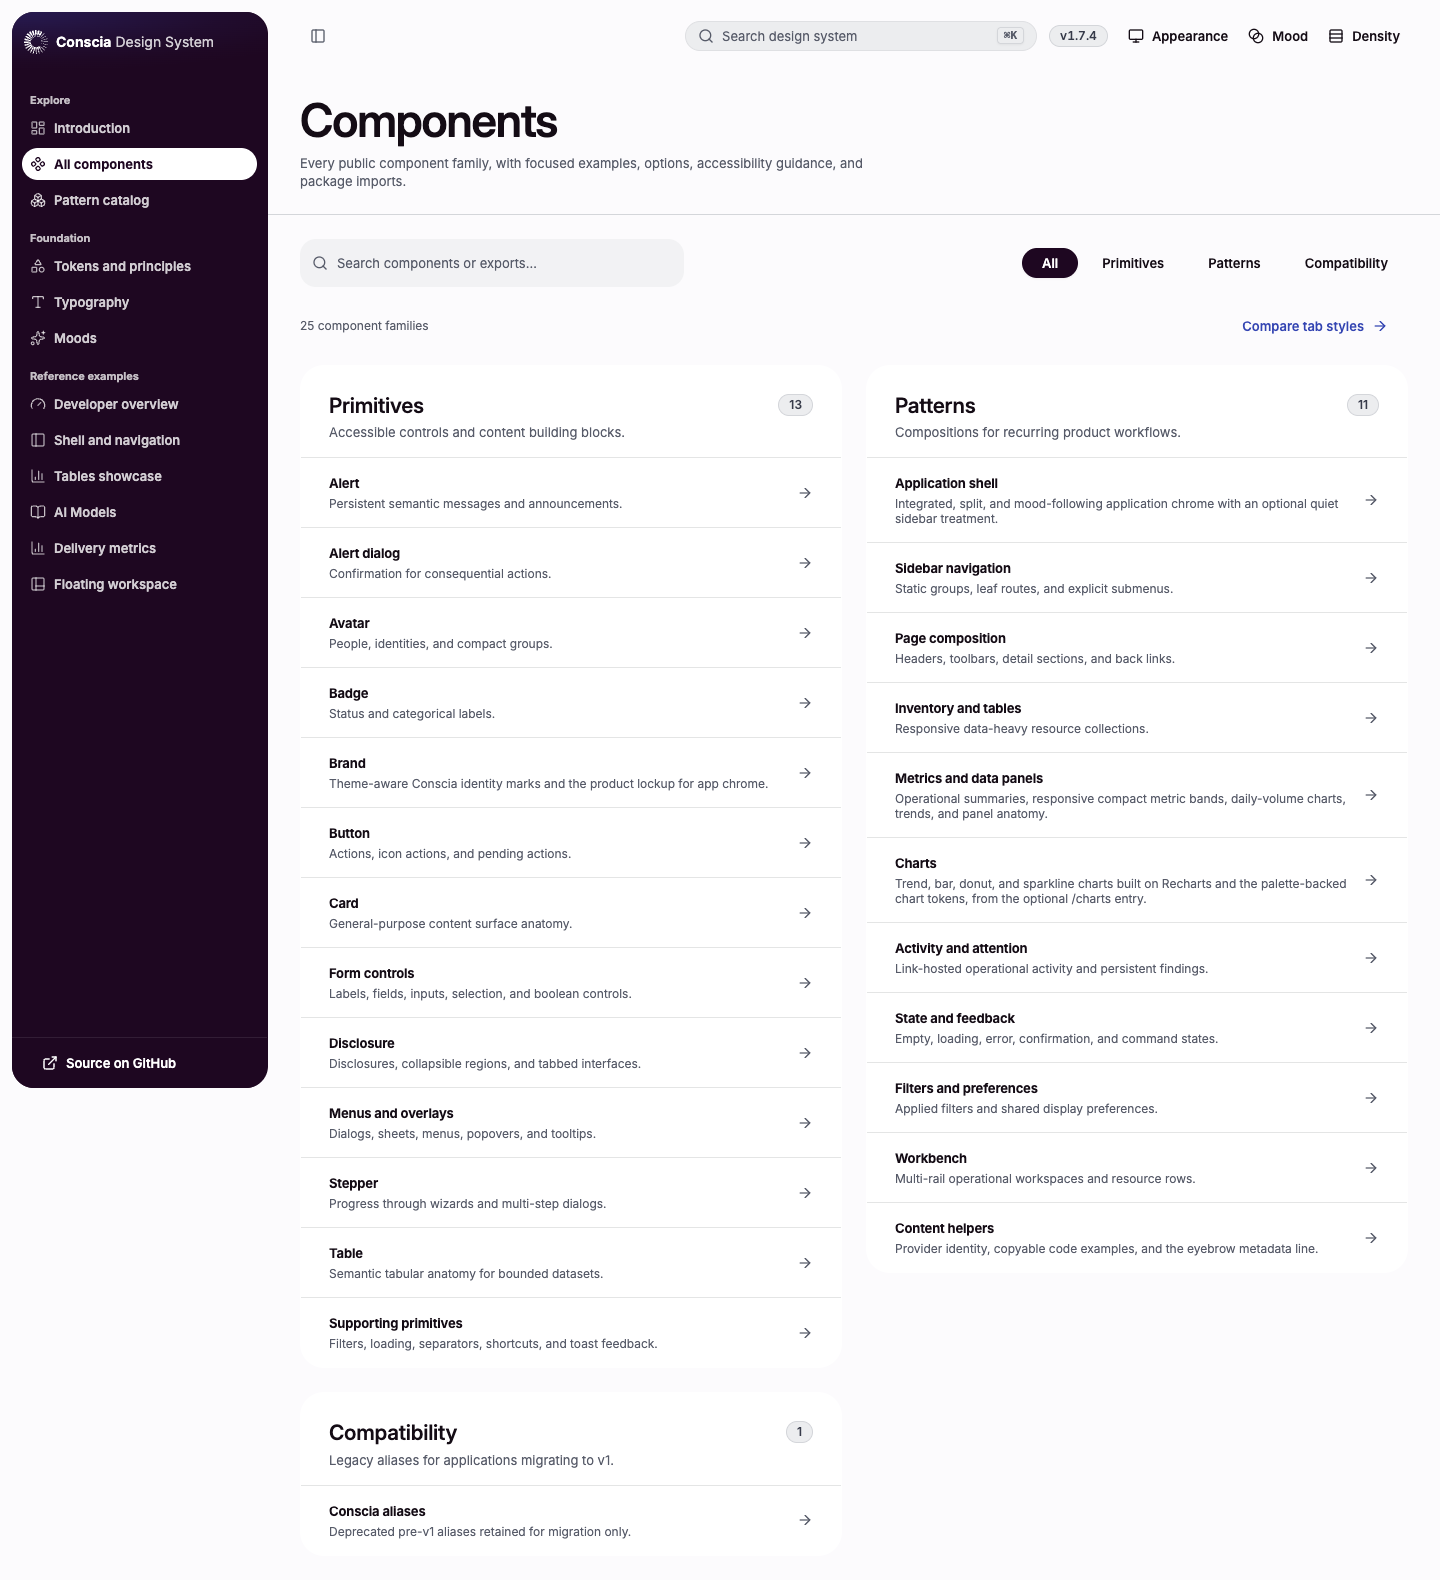 Conscia Design System
Explore
Introduction
All components
Pattern catalog
Foundation
Tokens and principles
Typography
Moods
Reference examples
Developer overview
Shell and navigation
Tables showcase
AI Models
Delivery metrics
Floating workspace
Source on GitHub
Search design system
⌘K
v1.7.4
Appearance
Mood
Density
Components
Every public component family, with focused examples, options, accessibility guidance, and
package imports.
Search components or exports...
All
Primitives
Patterns
Compatibility
25 component families
Compare tab styles
Primitives
13
Accessible controls and content building blocks.
Alert
Persistent semantic messages and announcements.
Alert dialog
Confirmation for consequential actions.
Avatar
People, identities, and compact groups.
Badge
Status and categorical labels.
Brand
Theme-aware Conscia identity marks and the product lockup for app chrome.
Button
Actions, icon actions, and pending actions.
Card
General-purpose content surface anatomy.
Form controls
Labels, fields, inputs, selection, and boolean controls.
Disclosure
Disclosures, collapsible regions, and tabbed interfaces.
Menus and overlays
Dialogs, sheets, menus, popovers, and tooltips.
Stepper
Progress through wizards and multi-step dialogs.
Table
Semantic tabular anatomy for bounded datasets.
Supporting primitives
Filters, loading, separators, shortcuts, and toast feedback.
Patterns
11
Compositions for recurring product workflows.
Application shell
Integrated, split, and mood-following application chrome with an optional quiet
sidebar treatment.
Sidebar navigation
Static groups, leaf routes, and explicit submenus.
Page composition
Headers, toolbars, detail sections, and back links.
Inventory and tables
Responsive data-heavy resource collections.
Metrics and data panels
Operational summaries, responsive compact metric bands, daily-volume charts,
trends, and panel anatomy.
Charts
Trend, bar, donut, and sparkline charts built on Recharts and the palette-backed
chart tokens, from the optional /charts entry.
Activity and attention
Link-hosted operational activity and persistent findings.
State and feedback
Empty, loading, error, confirmation, and command states.
Filters and preferences
Applied filters and shared display preferences.
Workbench
Multi-rail operational workspaces and resource rows.
Content helpers
Provider identity, copyable code examples, and the eyebrow metadata line.
Compatibility
1
Legacy aliases for applications migrating to v1.
Conscia aliases
Deprecated pre-v1 aliases retained for migration only.